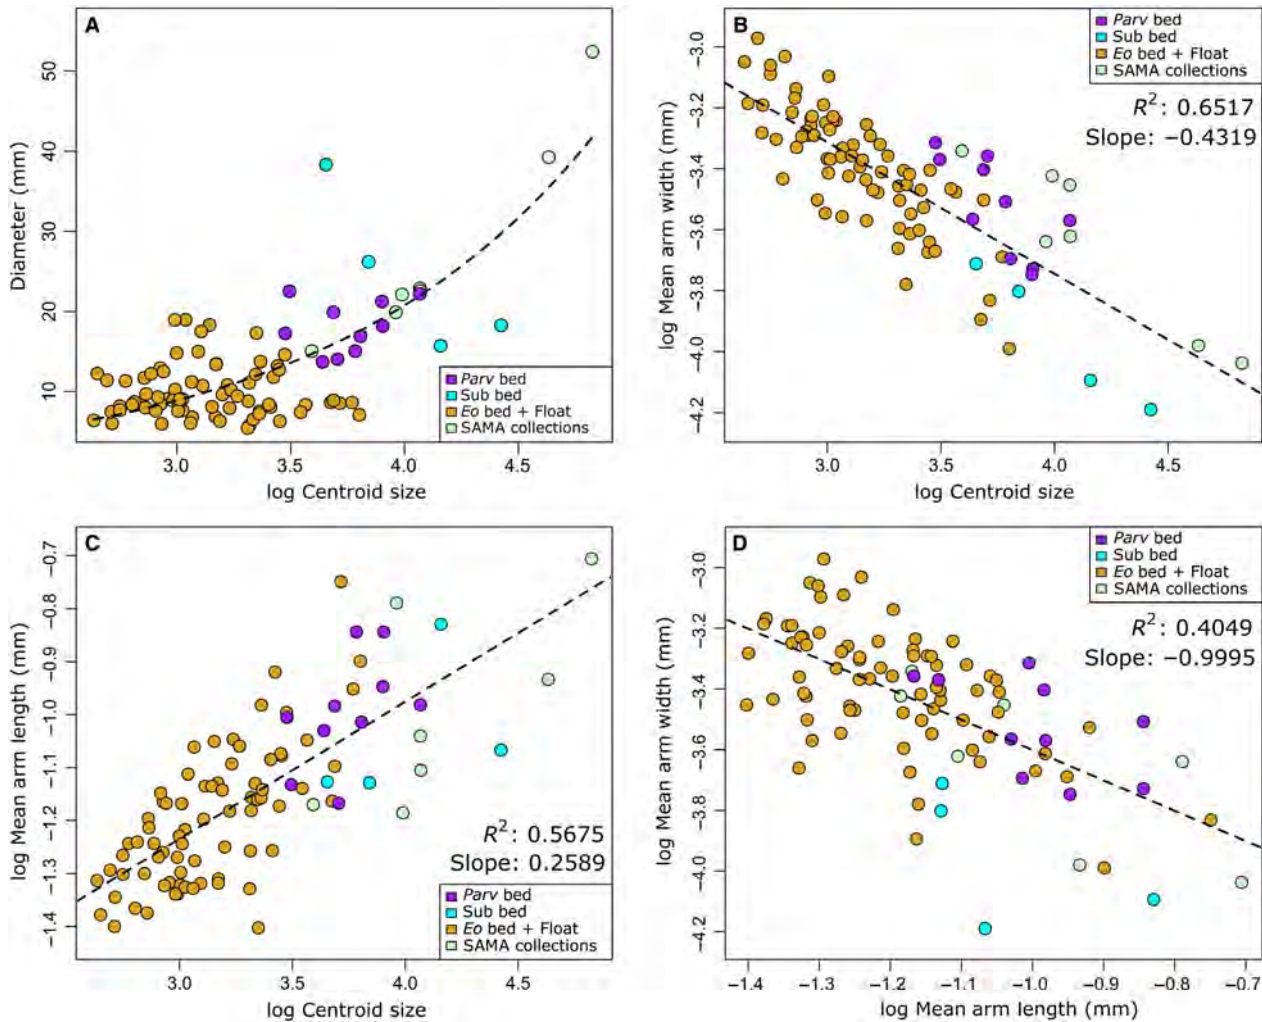 A
Diameter (mm)
50
40
30
20
10
3.0 3.5 4.0 4.5
log Centroid size
Parv bed
Sub bed
Eo bed + Float
SAMA collections
B
log Mean arm width (mm)
−3.0
−3.2
−3.4
−3.6
−3.8
−4.0
−4.2
3.0 3.5 4.0 4.5
log Centroid size
Parv bed
Sub bed
Eo bed + Float
SAMA collections
R²: 0.6517
Slope: −0.4319
C
log Mean arm length (mm)
−0.7
−0.8
−0.9
−1.0
−1.1
−1.2
−1.3
−1.4
3.0 3.5 4.0 4.5
log Centroid size
R²: 0.5675
Slope: 0.2589
Parv bed
Sub bed
Eo bed + Float
SAMA collections
D
log Mean arm width (mm)
−3.0
−3.2
−3.4
−3.6
−3.8
−4.0
−4.2
−1.4 −1.3 −1.2 −1.1 −1.0 −0.9 −0.8 −0.7
log Mean arm length (mm)
Parv bed
Sub bed
Eo bed + Float
SAMA collections
R²: 0.4049
Slope: −0.9995